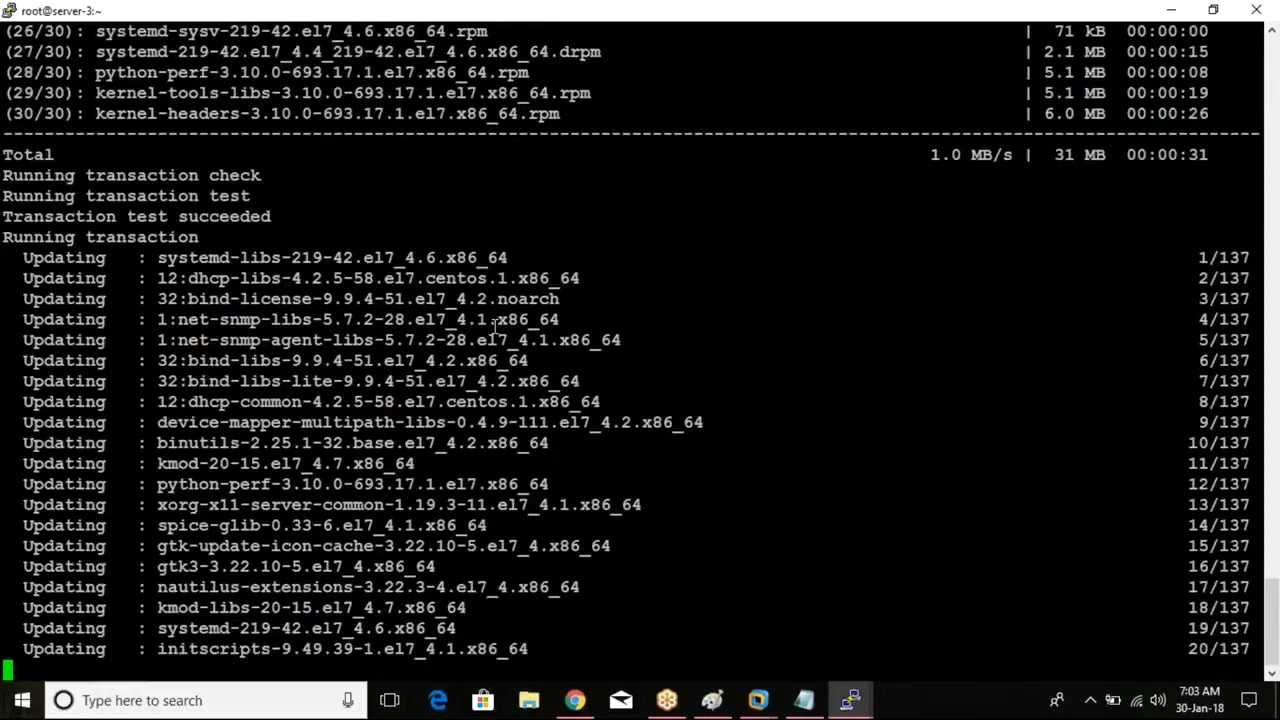 root@server-3:~
(26/30): systemd-sysv-219-42.el7_4.6.x86_64.rpm | 71 kB 00:00:00
(27/30): systemd-219-42.el7_4.4_219-42.el7_4.6.x86_64.drpm | 2.1 MB 00:00:15
(28/30): python-perf-3.10.0-693.17.1.el7.x86_64.rpm | 5.1 MB 00:00:08
(29/30): kernel-tools-libs-3.10.0-693.17.1.el7.x86_64.rpm | 5.1 MB 00:00:19
(30/30): kernel-headers-3.10.0-693.17.1.el7.x86_64.rpm | 6.0 MB 00:00:26
--------------------------------------------------------------------------------------------------------------------------
Total 1.0 MB/s | 31 MB 00:00:31
Running transaction check
Running transaction test
Transaction test succeeded
Running transaction
Updating : systemd-libs-219-42.el7_4.6.x86_64 1/137
Updating : 12:dhcp-libs-4.2.5-58.el7.centos.1.x86_64 2/137
Updating : 32:bind-license-9.9.4-51.el7_4.2.noarch 3/137
Updating : 1:net-snmp-libs-5.7.2-28.el7_4.1.x86_64 4/137
Updating : 1:net-snmp-agent-libs-5.7.2-28.el7_4.1.x86_64 5/137
Updating : 32:bind-libs-9.9.4-51.el7_4.2.x86_64 6/137
Updating : 32:bind-libs-lite-9.9.4-51.el7_4.2.x86_64 7/137
Updating : 12:dhcp-common-4.2.5-58.el7.centos.1.x86_64 8/137
Updating : device-mapper-multipath-libs-0.4.9-111.el7_4.2.x86_64 9/137
Updating : binutils-2.25.1-32.base.el7_4.2.x86_64 10/137
Updating : kmod-20-15.el7_4.7.x86_64 11/137
Updating : python-perf-3.10.0-693.17.1.el7.x86_64 12/137
Updating : xorg-x11-server-common-1.19.3-11.el7_4.1.x86_64 13/137
Updating : spice-glib-0.33-6.el7_4.1.x86_64 14/137
Updating : gtk-update-icon-cache-3.22.10-5.el7_4.x86_64 15/137
Updating : gtk3-3.22.10-5.el7_4.x86_64 16/137
Updating : nautilus-extensions-3.22.3-4.el7_4.x86_64 17/137
Updating : kmod-libs-20-15.el7_4.7.x86_64 18/137
Updating : systemd-219-42.el7_4.6.x86_64 19/137
Updating : initscripts-9.49.39-1.el7_4.1.x86_64 20/137
Type here to search
7:03 AM
30-Jan-18